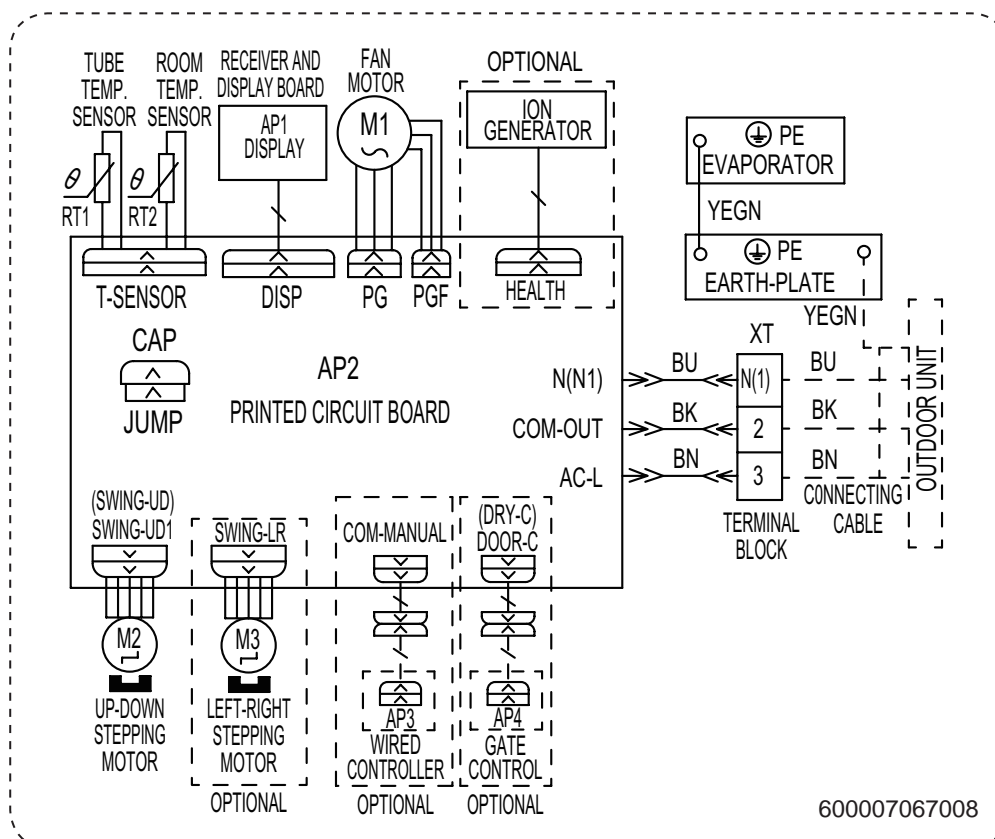 TUBE
TEMP.
SENSOR
ROOM
TEMP.
SENSOR
RECEIVER AND
DISPLAY BOARD
FAN
MOTOR
OPTIONAL
AP1
DISPLAY
M1
ION
GENERATOR
θ
RT1
θ
RT2
PE
EVAPORATOR
YEGN
PE
EARTH-PLATE
YEGN
T-SENSOR
DISP
PG
PGF
HEALTH
CAP
JUMP
AP2
PRINTED CIRCUIT BOARD
N(N1)
COM-OUT
AC-L
BU
BK
BN
XT
N(1)
2
3
TERMINAL
BLOCK
BU
BK
BN
CONNECTING
CABLE
OUTDOOR UNIT
(SWING-UD)
SWING-UD1
SWING-LR
COM-MANUAL
(DRY-C)
DOOR-C
M2
M3
UP-DOWN
STEPPING
MOTOR
LEFT-RIGHT
STEPPING
MOTOR
OPTIONAL
AP3
WIRED
CONTROLLER
OPTIONAL
AP4
GATE
CONTROL
OPTIONAL
600007067008